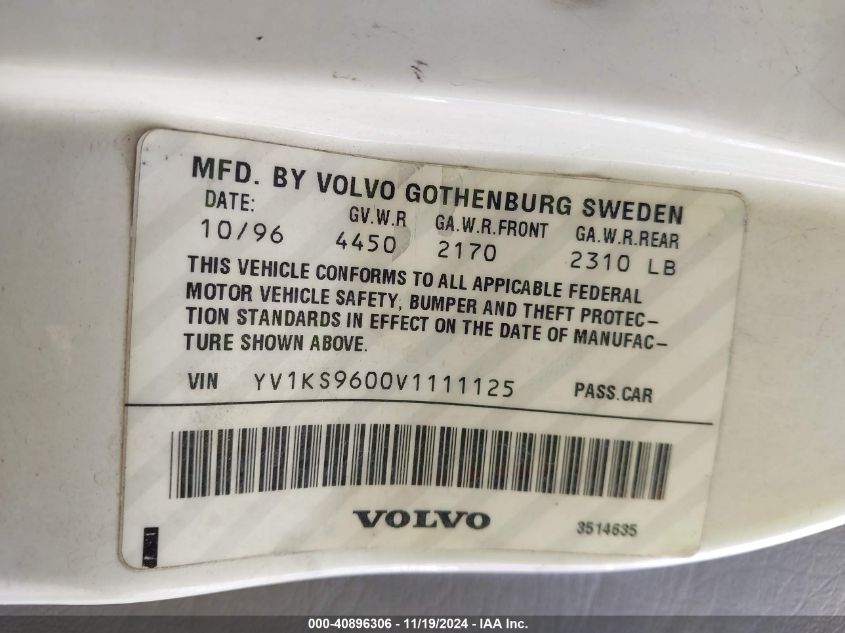 MFD. BY VOLVO GOTHENBURG SWEDEN
DATE: GV.W.R GA.W.R.FRONT GA.W.R.REAR
10/96 4450 2170 2310 LB
THIS VEHICLE CONFORMS TO ALL APPICABLE FEDERAL
MOTOR VEHICLE SAFETY, BUMPER AND THEFT PROTEC-
TION STANDARDS IN EFFECT ON THE DATE OF MANUFAC-
TURE SHOWN ABOVE.
VIN YV1KS9600V1111125 PASS.CAR
VOLVO 3514635
000-40896306 - 11/19/2024 - IAA Inc.